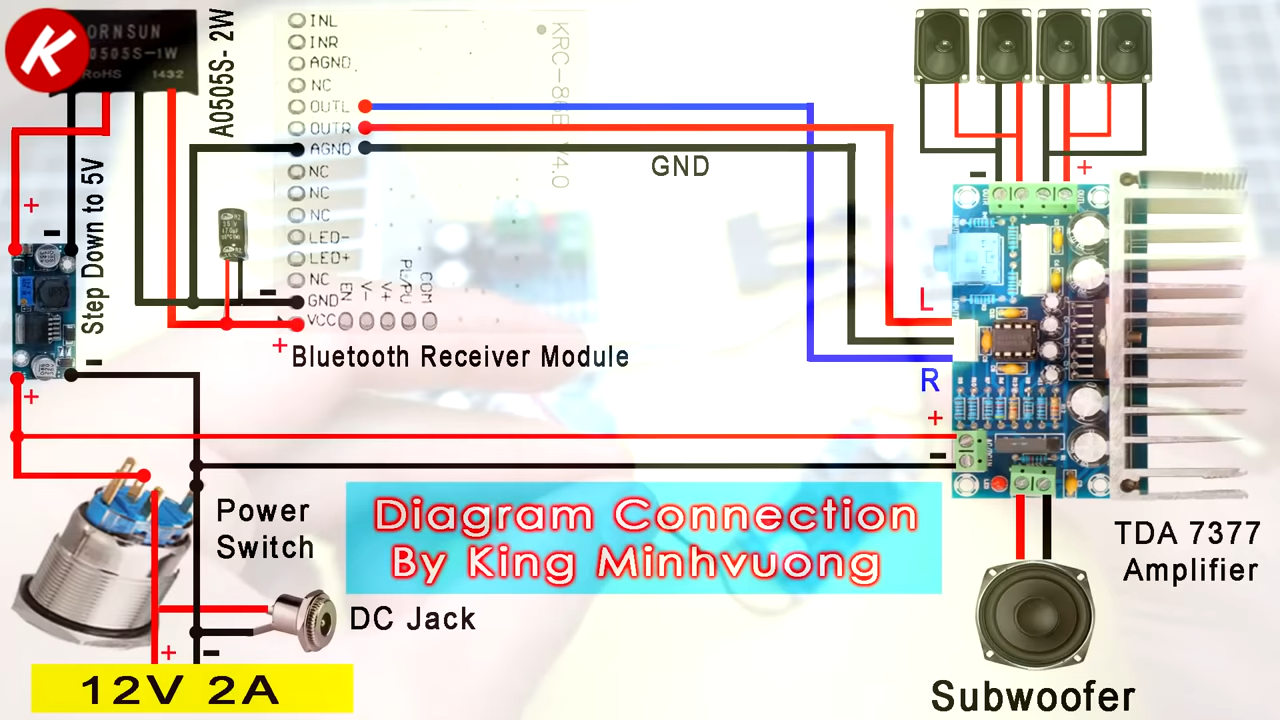 K
ORNSUN
0505S-1W
RoHS 1432
A0505S- 2W
INL
INR
AGND
NC
OUTL
OUTR
AGND
NC
NC
NC
LED-
LED+
NC
GND
VCC
EN
V-
V+
PI/PU
COM
GND
+
-
Step Down to 5V
-
+
-
+
Bluetooth Receiver Module
-
+
L
R
+
-
Power
Switch
Diagram Connection
By King Minhvuong
DC Jack
+
-
12V 2A
TDA 7377
Amplifier
Subwoofer